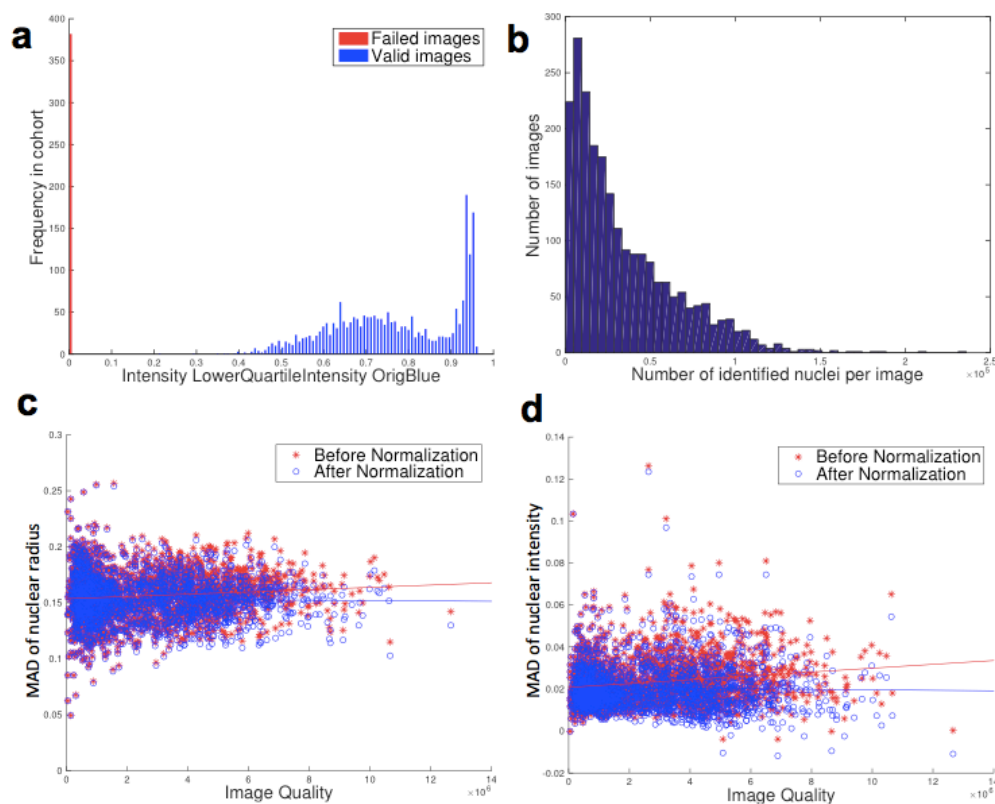 a
Failed images
Valid images
Frequency in cohort
400
350
300
250
200
150
100
50
0
0 0.1 0.2 0.3 0.4 0.5 0.6 0.7 0.8 0.9 1
Intensity LowerQuartileIntensity OrigBlue
b
Number of images
300
250
200
150
100
50
0
0 0.5 1 1.5 2 2.5
Number of identified nuclei per image
c
Before Normalization
After Normalization
MAD of nuclear radius
0.3
0.25
0.2
0.15
0.1
0.05
0
0 2 4 6 8 10 12 14
Image Quality
×10⁶
d
Before Normalization
After Normalization
MAD of nuclear intensity
0.14
0.12
0.1
0.08
0.06
0.04
0.02
0
-0.02
0 2 4 6 8 10 12 14
Image Quality
×10⁶